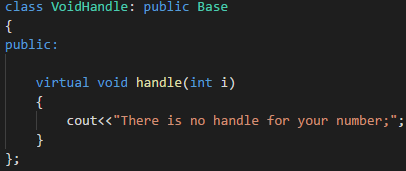 class VoidHandle: public Base
{
public:
virtual void handle(int i)
{
cout<<"There is no handle for your number;";
}
};